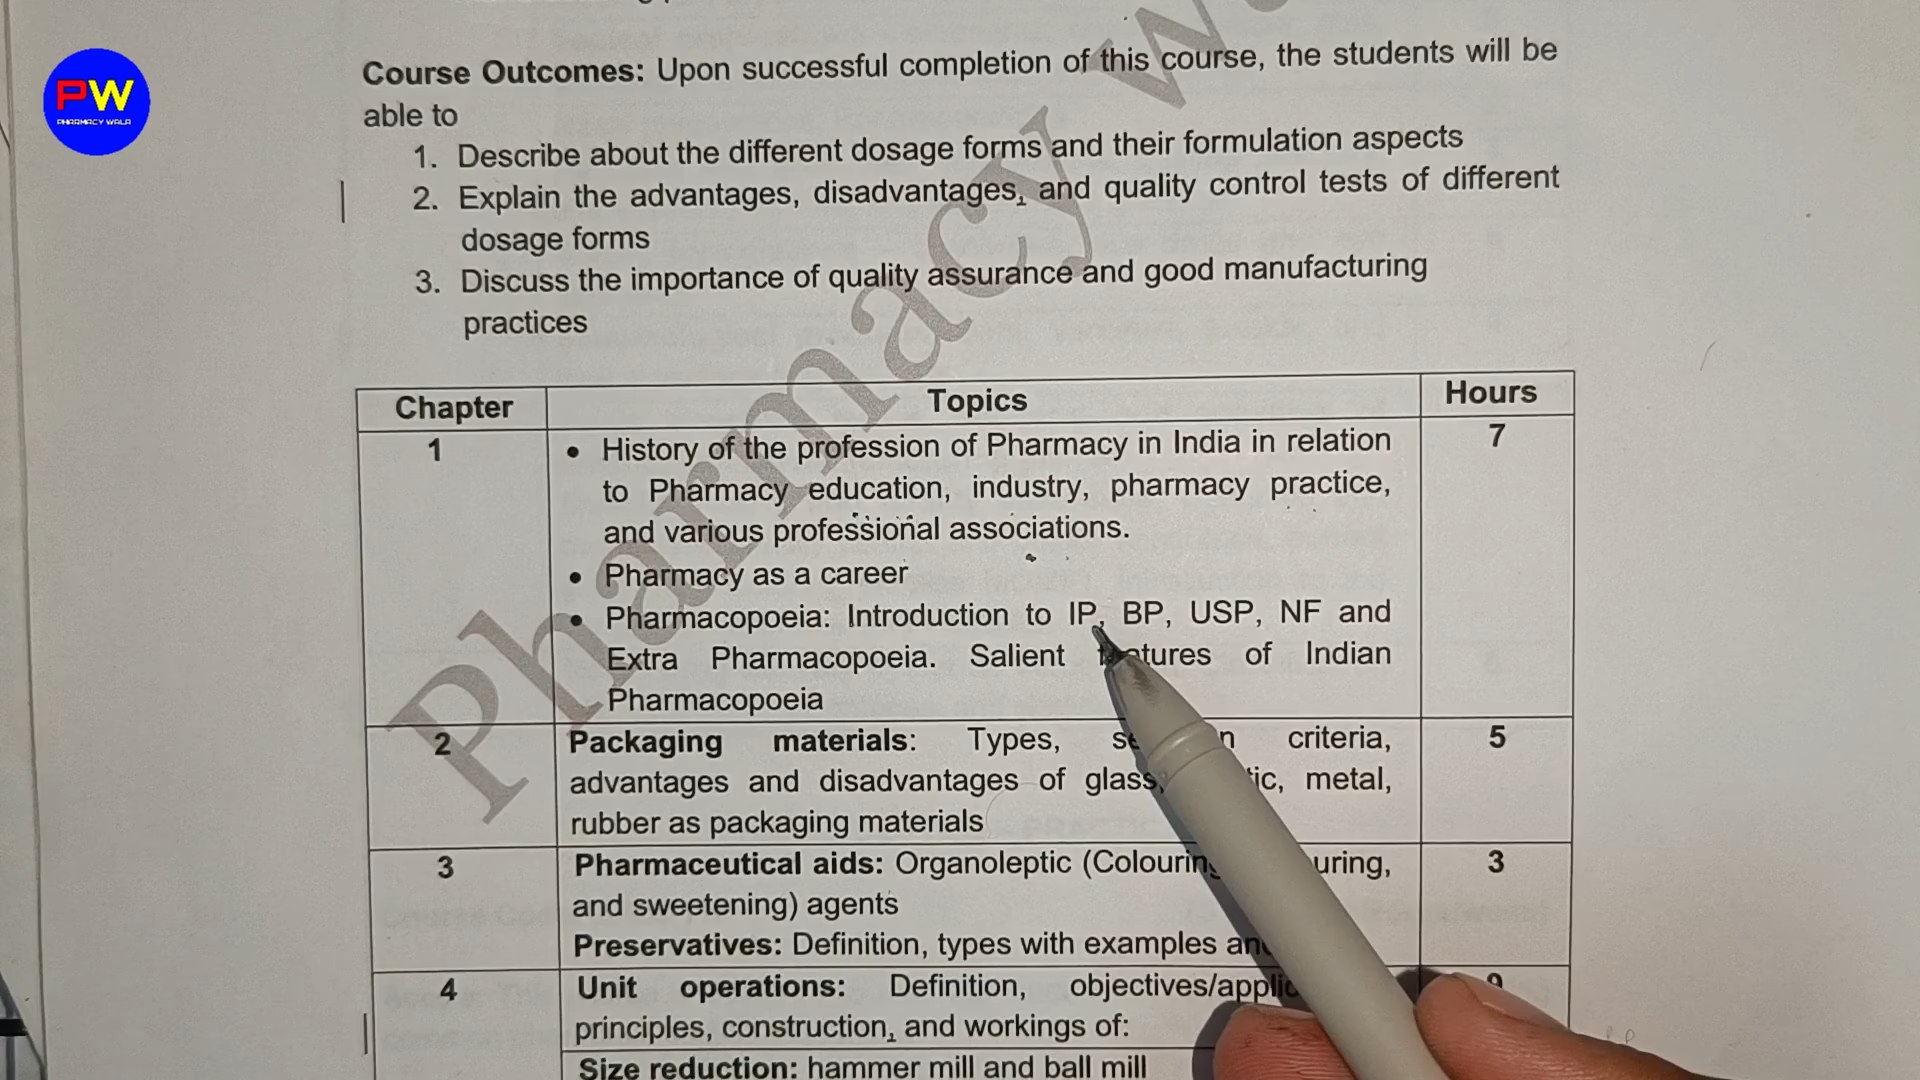 PW
PHARMACY WALA
Course Outcomes: Upon successful completion of this course, the students will be
able to
1. Describe about the different dosage forms and their formulation aspects
2. Explain the advantages, disadvantages, and quality control tests of different
dosage forms
3. Discuss the importance of quality assurance and good manufacturing
practices
Pharmacy W
Chapter Topics Hours
1 • History of the profession of Pharmacy in India in relation 7
to Pharmacy education, industry, pharmacy practice,
and various professional associations.
• Pharmacy as a career
• Pharmacopoeia: Introduction to IP, BP, USP, NF and
Extra Pharmacopoeia. Salient features of Indian
Pharmacopoeia
2 Packaging materials: Types, criteria, 5
advantages and disadvantages of glass, metal,
rubber as packaging materials
3 Pharmaceutical aids: Organoleptic (Colouring, 3
and sweetening) agents
Preservatives: Definition, types with examples
4 Unit operations: Definition, 9
principles, construction, and workings of:
Size reduction: hammer mill and ball mill